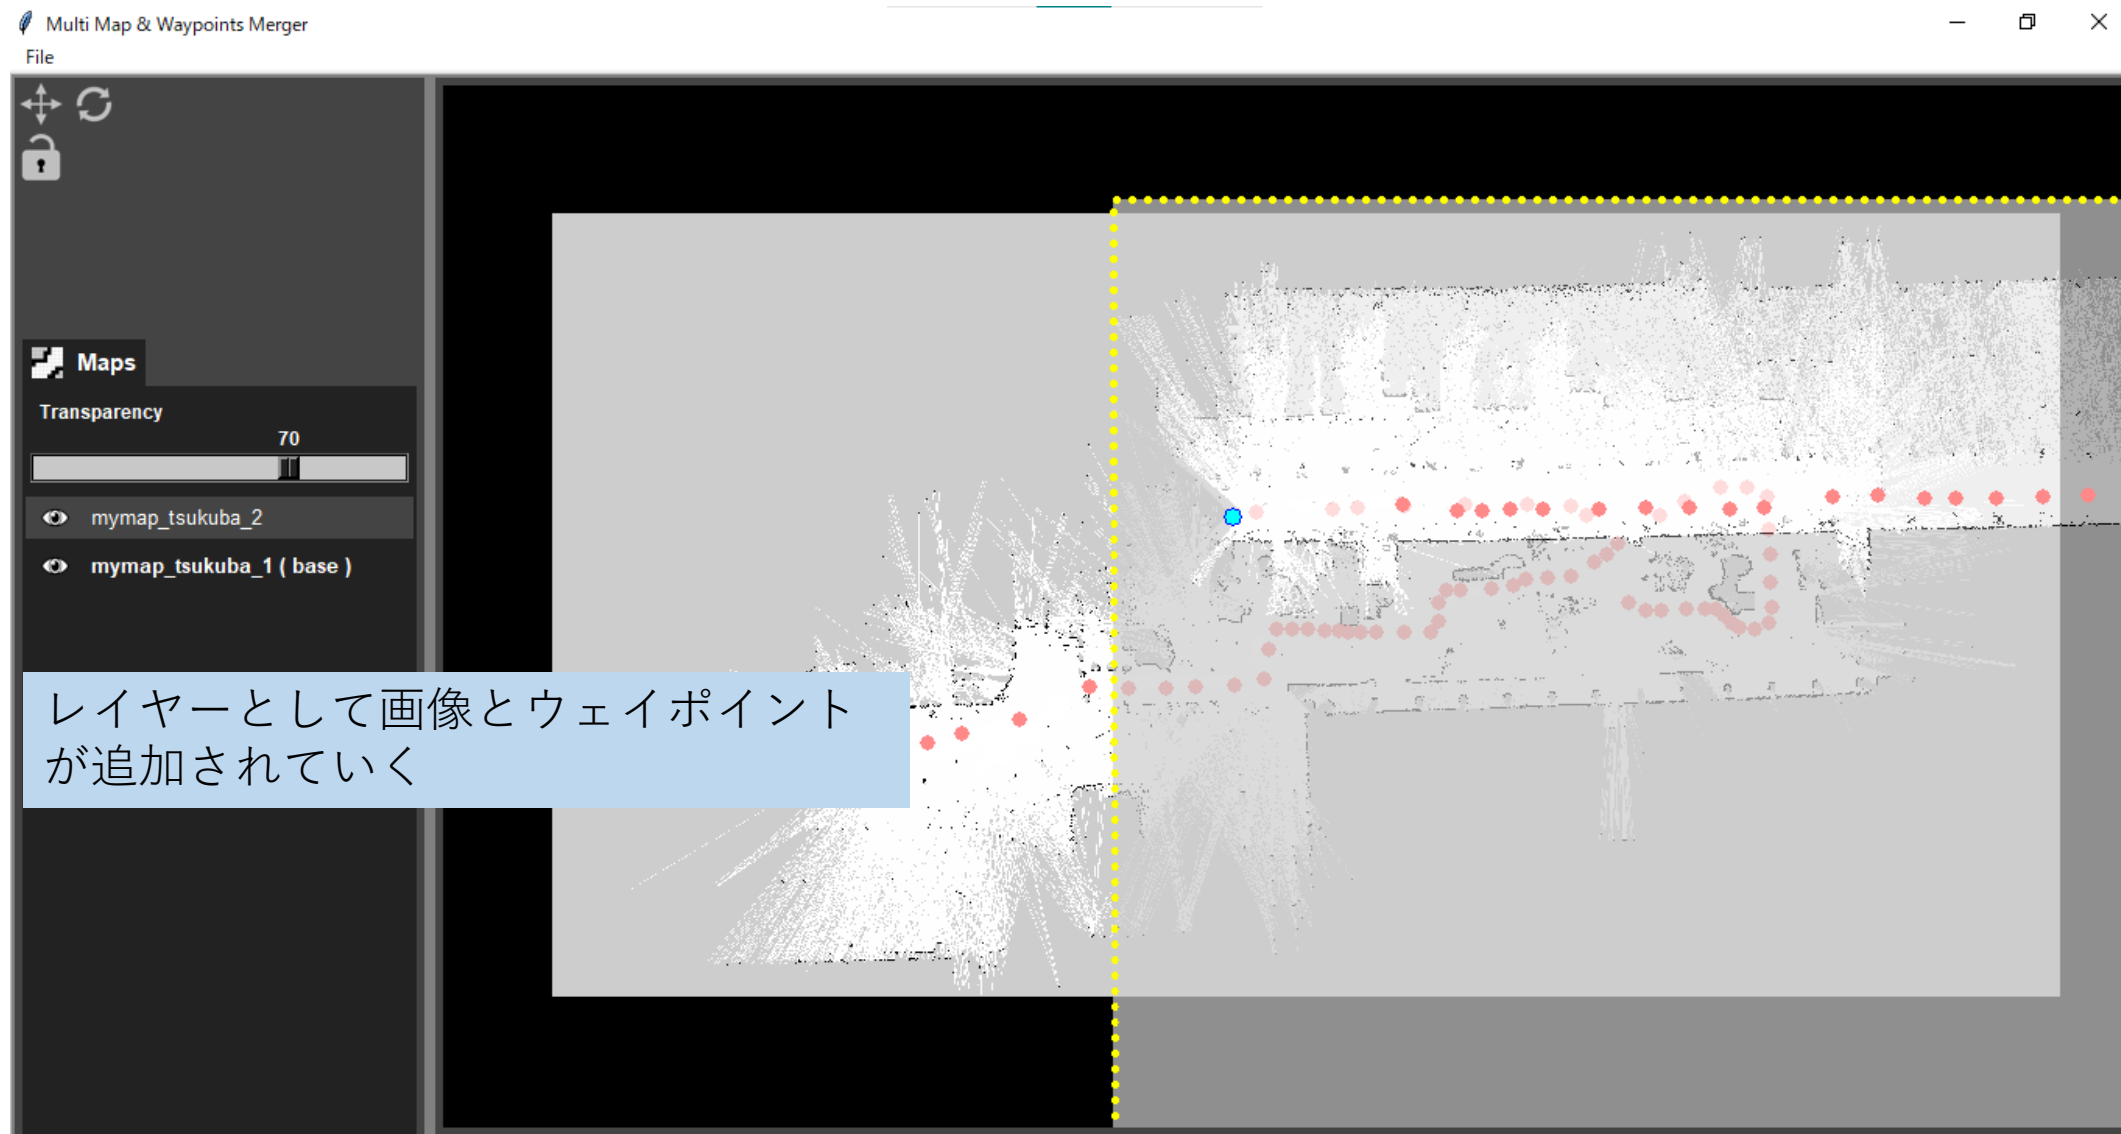 Multi Map & Waypoints Merger
File
Maps
Transparency
70
mymap_tsukuba_2
mymap_tsukuba_1 ( base )
レイヤーとして画像とウェイポイント
が追加されていく